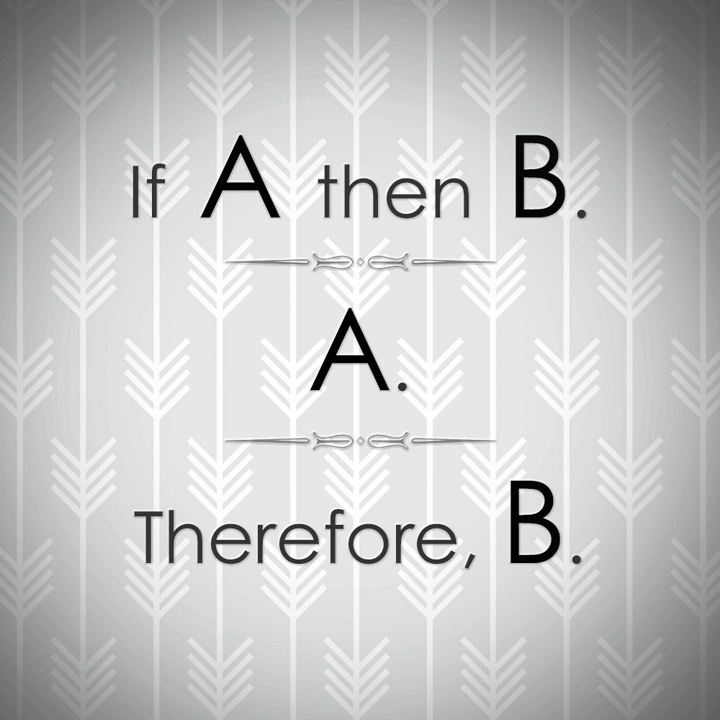 If A then B.
A.
Therefore, B.